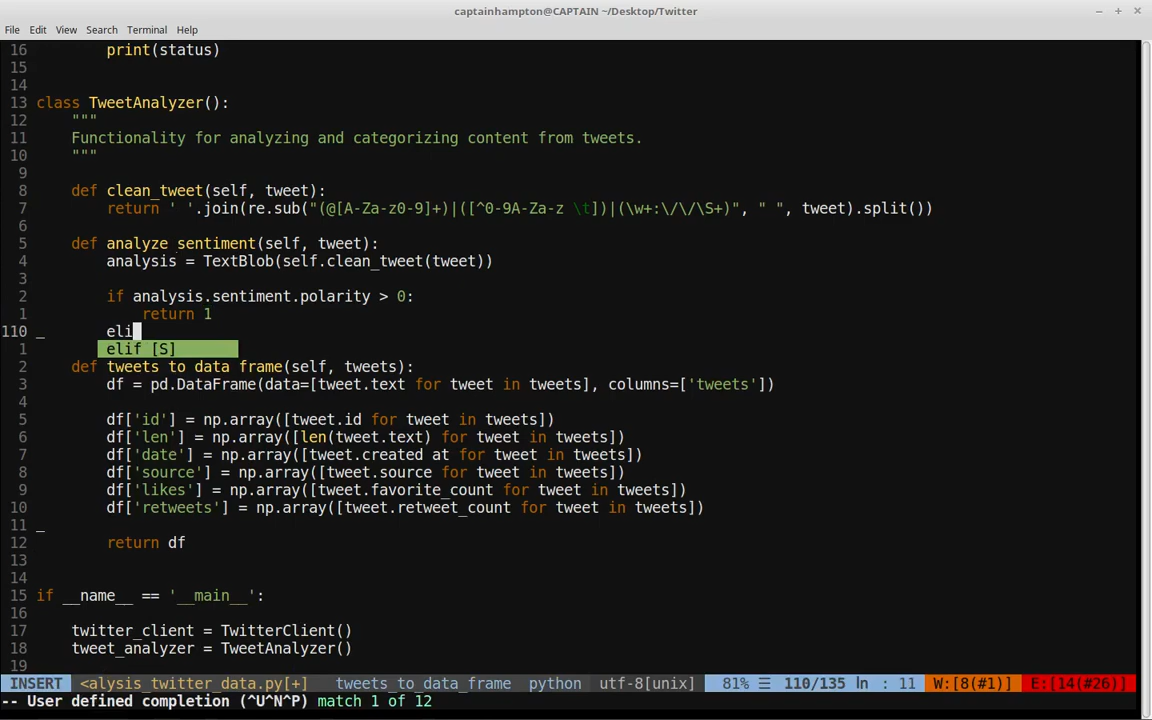 captainhampton@CAPTAIN ~/Desktop/Twitter
File Edit View Search Terminal Help
16         print(status)
15
14
13 class TweetAnalyzer():
12     """
11     Functionality for analyzing and categorizing content from tweets.
10     """
9
8     def clean_tweet(self, tweet):
7         return ' '.join(re.sub("(@[A-Za-z0-9]+)|([^0-9A-Za-z \t])|(\w+:\/\/\S+)", " ", tweet).split())
6
5     def analyze_sentiment(self, tweet):
4         analysis = TextBlob(self.clean_tweet(tweet))
3
2         if analysis.sentiment.polarity > 0:
1             return 1
110 _       eli
1         elif [S]
2     def tweets to data frame(self, tweets):
3         df = pd.DataFrame(data=[tweet.text for tweet in tweets], columns=['tweets'])
4
5         df['id'] = np.array([tweet.id for tweet in tweets])
6         df['len'] = np.array([len(tweet.text) for tweet in tweets])
7         df['date'] = np.array([tweet.created at for tweet in tweets])
8         df['source'] = np.array([tweet.source for tweet in tweets])
9         df['likes'] = np.array([tweet.favorite_count for tweet in tweets])
10         df['retweets'] = np.array([tweet.retweet_count for tweet in tweets])
11 _
12         return df
13
14
15 if __name__ == '__main__':
16
17     twitter_client = TwitterClient()
18     tweet_analyzer = TweetAnalyzer()
19
INSERT <alysis_twitter_data.py[+] tweets_to_data_frame python utf-8[unix] 81% ☰ 110/135 ln : 11 W:[8(#1)] E:[14(#26)]
-- User defined completion (^U^N^P) match 1 of 12